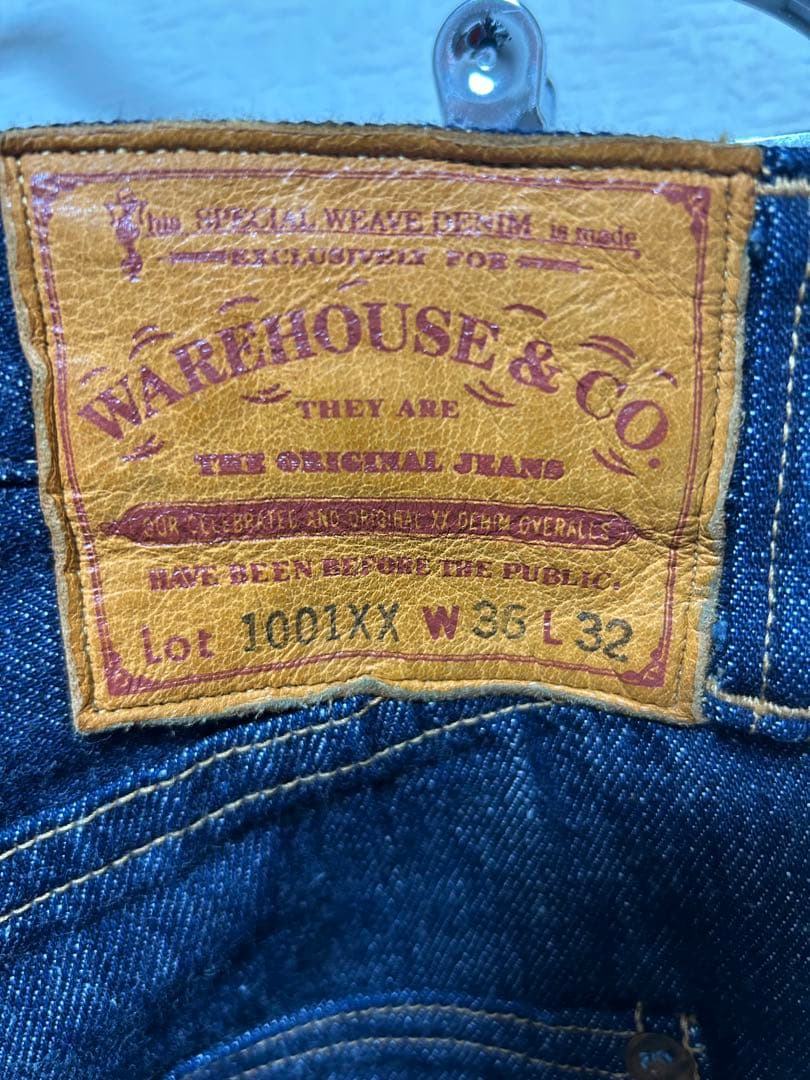 This SPECIAL WEAVE DENIM is made
EXCLUSIVELY FOR
WAREHOUSE & CO.
THEY ARE
THE ORIGINAL JEANS
OUR CELEBRATED AND ORIGINAL XX DENIM OVERALLS
HAVE BEEN BEFORE THE PUBLIC.
Lot 1001XX W 36 L 32